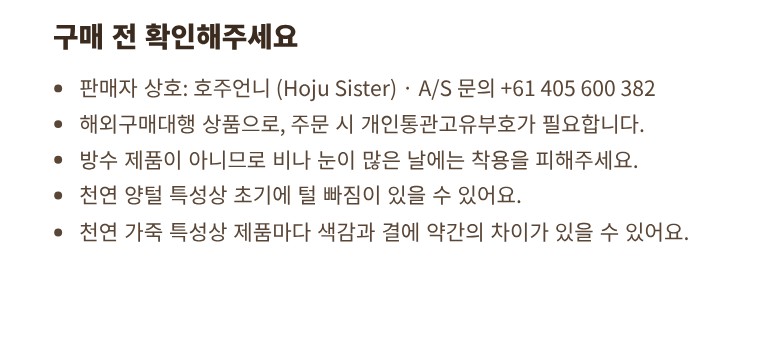 구매 전 확인해주세요
• 판매자 상호: 호주언니 (Hoju Sister) · A/S 문의 +61 405 600 382
• 해외구매대행 상품으로, 주문 시 개인통관고유부호가 필요합니다.
• 방수 제품이 아니므로 비나 눈이 많은 날에는 착용을 피해주세요.
• 천연 양털 특성상 초기에 털 빠짐이 있을 수 있어요.
• 천연 가죽 특성상 제품마다 색감과 결에 약간의 차이가 있을 수 있어요.